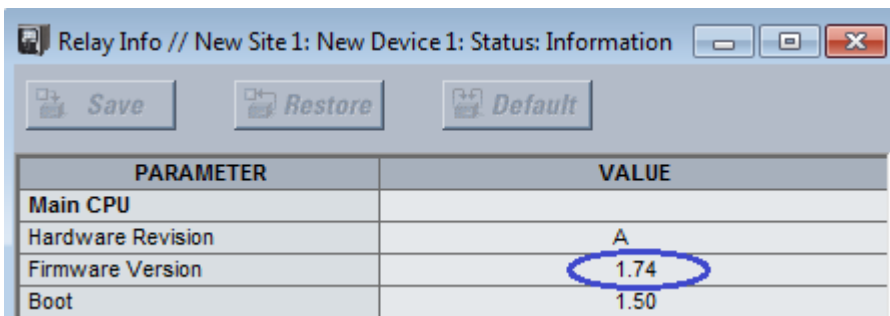 Relay Info // New Site 1: New Device 1: Status: Information
Save Restore Default
PARAMETER VALUE
Main CPU
Hardware Revision A
Firmware Version 1.74
Boot 1.50